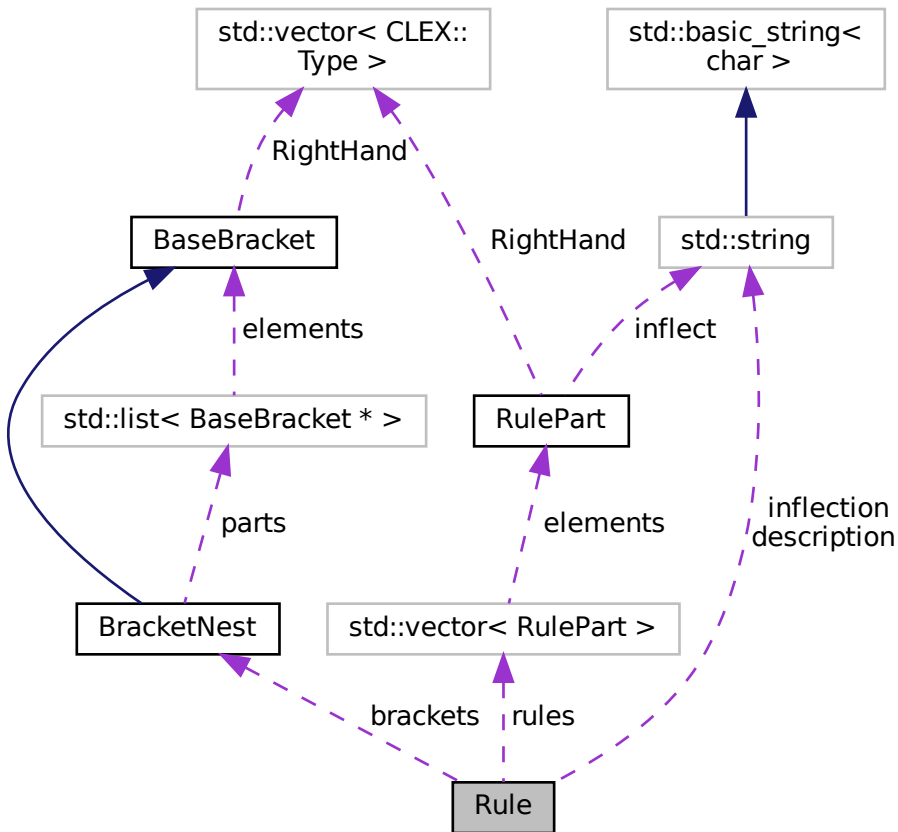 std::vector< CLEX::
Type >
std::basic_string<
char >
RightHand
BaseBracket
RightHand
std::string
elements
inflect
std::list< BaseBracket * >
RulePart
parts
elements
inflection
description
BracketNest
std::vector< RulePart >
brackets
rules
Rule